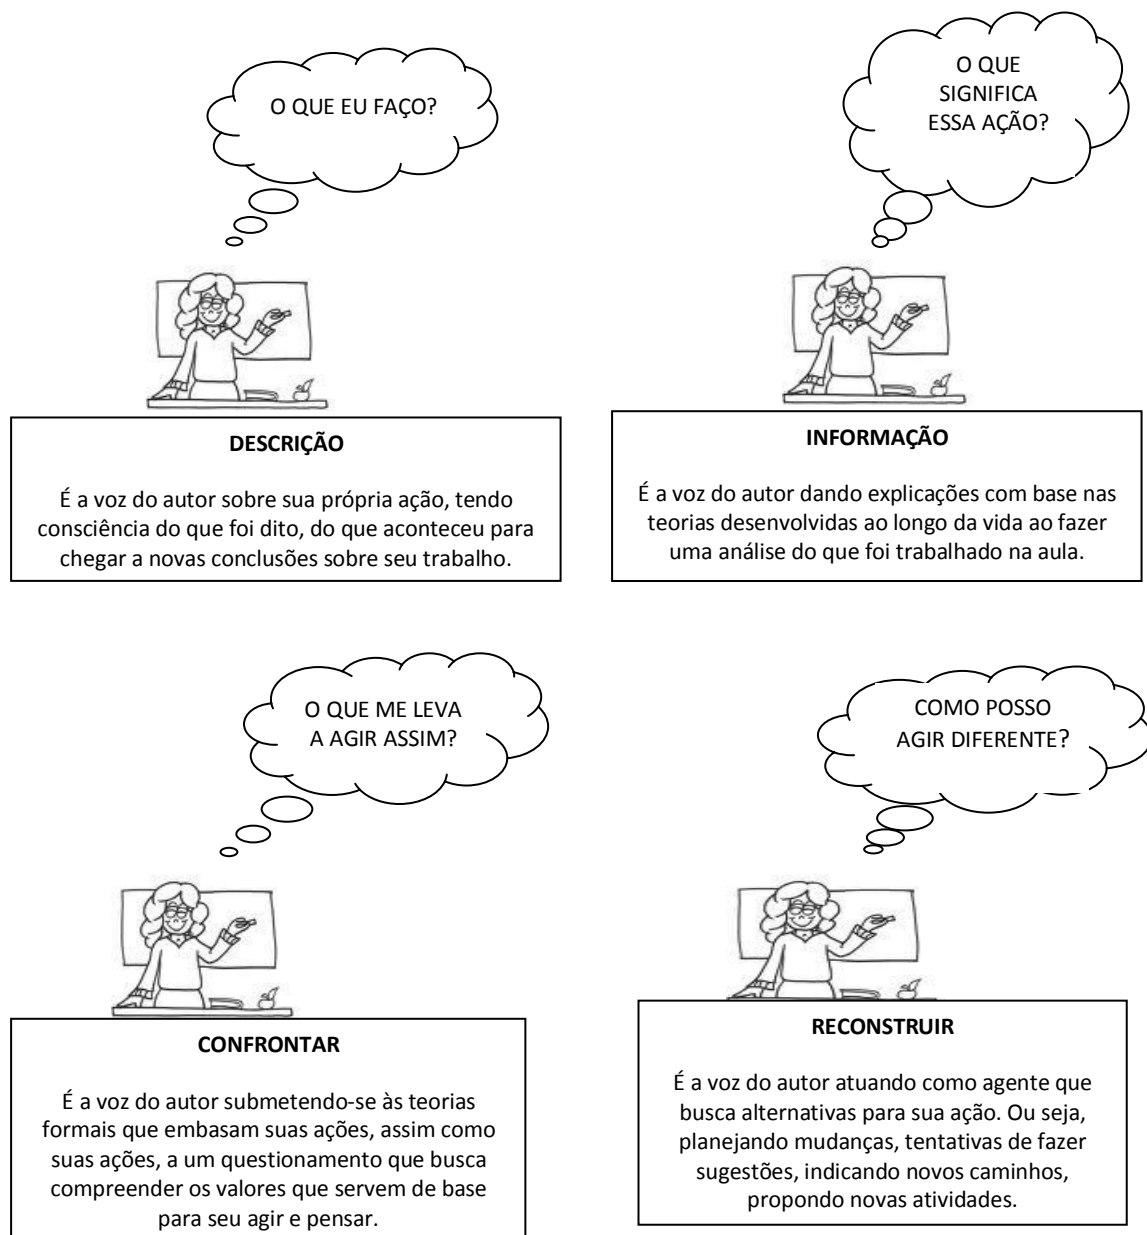 O QUE EU FAÇO?
DESCRIÇÃO
É a voz do autor sobre sua própria ação, tendo
consciência do que foi dito, do que aconteceu para
chegar a novas conclusões sobre seu trabalho.
O QUE
SIGNIFICA
ESSA AÇÃO?
INFORMAÇÃO
É a voz do autor dando explicações com base nas
teorias desenvolvidas ao longo da vida ao fazer
uma análise do que foi trabalhado na aula.
O QUE ME LEVA
A AGIR ASSIM?
CONFRONTAR
É a voz do autor submetendo-se às teorias
formais que embasam suas ações, assim como
suas ações, a um questionamento que busca
compreender os valores que servem de base
para seu agir e pensar.
COMO POSSO
AGIR DIFERENTE?
RECONSTRUIR
É a voz do autor atuando como agente que
busca alternativas para sua ação. Ou seja,
planejando mudanças, tentativas de fazer
sugestões, indicando novos caminhos,
propondo novas atividades.